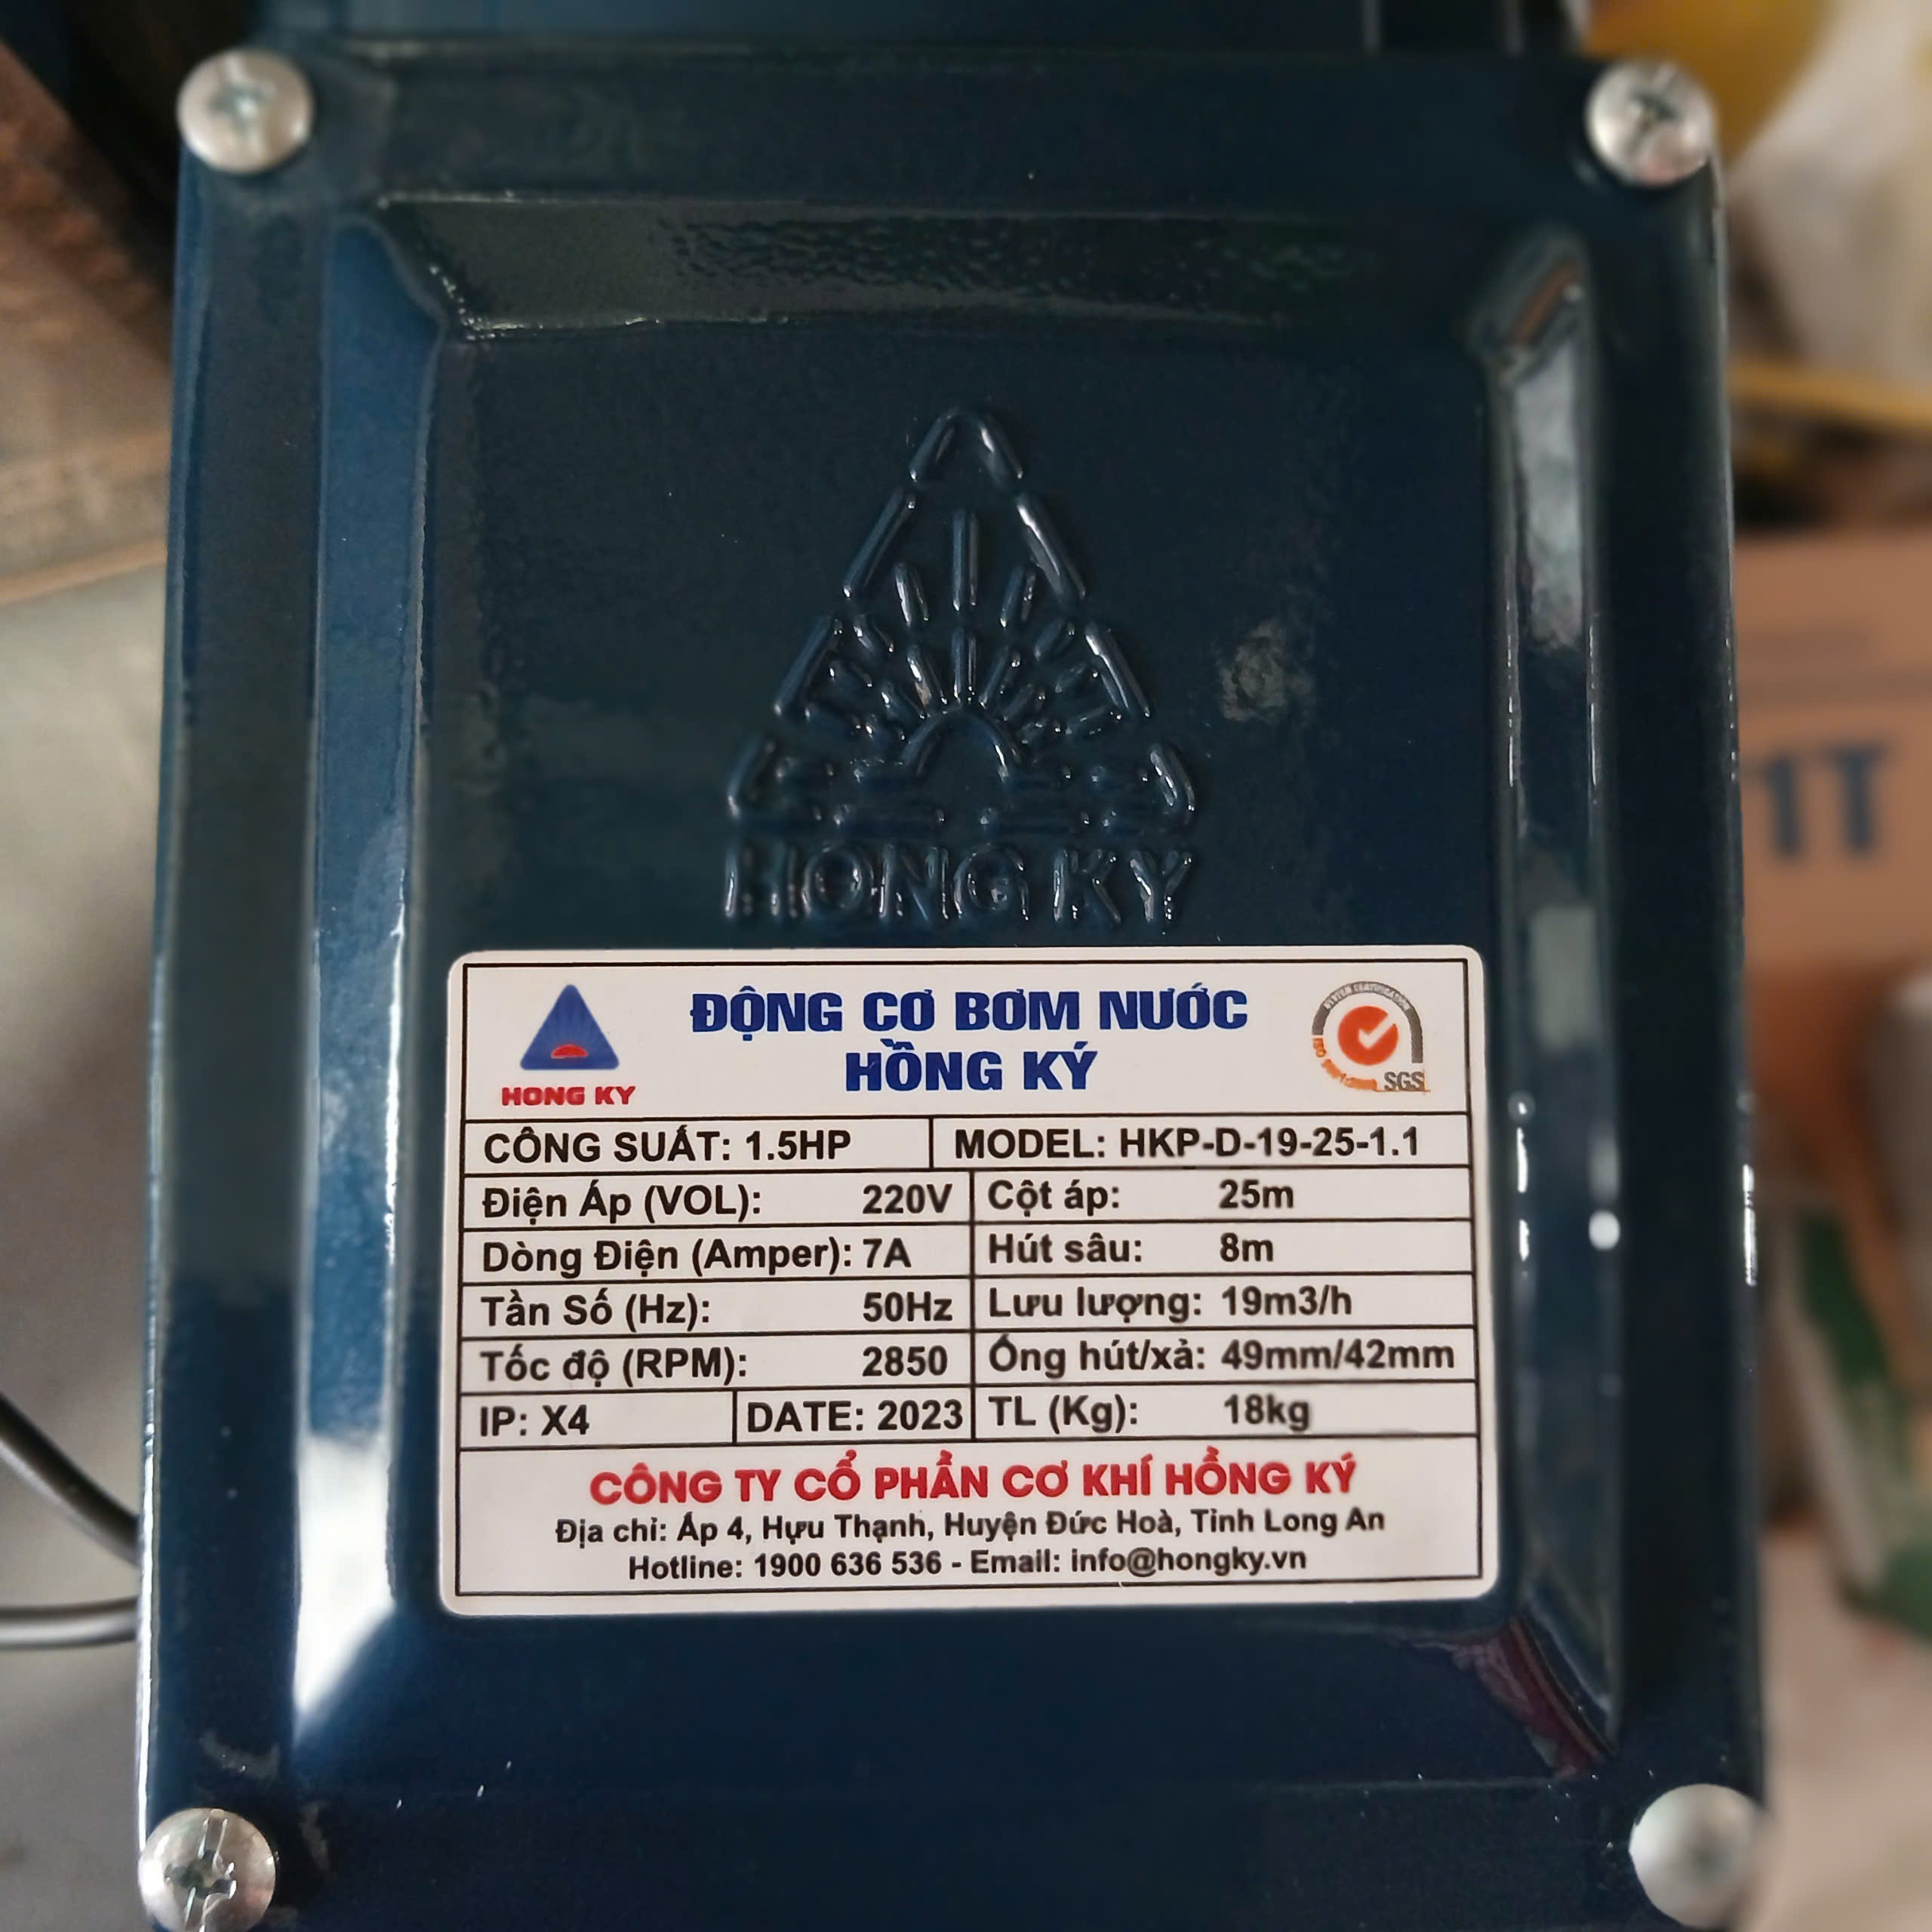 HONG KY
ĐỘNG CƠ BƠM NƯỚC
HỒNG KÝ
HONG KY
SYSTEM CERTIFICATION
SGS
CÔNG SUẤT: 1.5HP
MODEL: HKP-D-19-25-1.1
Điện Áp (VOL): 220V
Cột áp: 25m
Dòng Điện (Amper): 7A
Hút sâu: 8m
Tần Số (Hz): 50Hz
Lưu lượng: 19m3/h
Tốc độ (RPM): 2850
Ống hút/xả: 49mm/42mm
IP: X4
DATE: 2023
TL (Kg): 18kg
CÔNG TY CỔ PHẦN CƠ KHÍ HỒNG KÝ
Địa chỉ: Ấp 4, Hựu Thạnh, Huyện Đức Hoà, Tỉnh Long An
Hotline: 1900 636 536 - Email: info@hongky.vn
1T